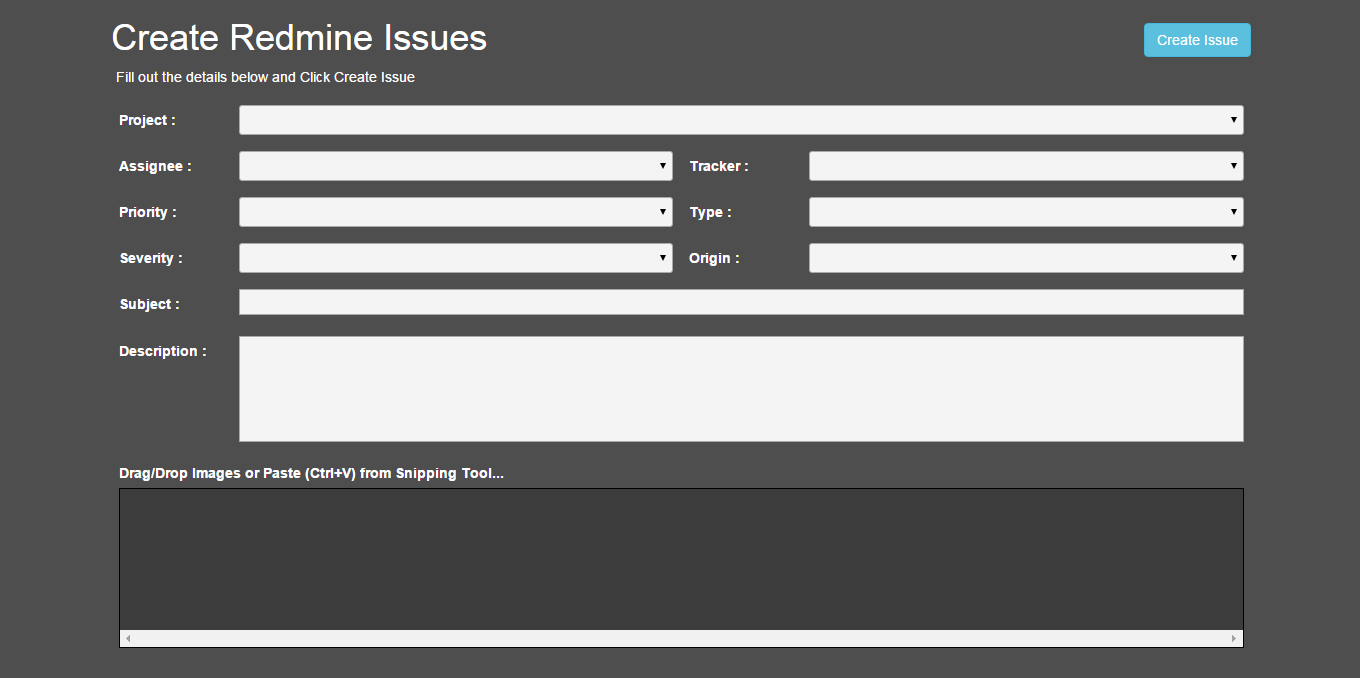 Create Redmine Issues
Create Issue
Fill out the details below and Click Create Issue
Project :
Assignee :
Tracker :
Priority :
Type :
Severity :
Origin :
Subject :
Description :
Drag/Drop Images or Paste (Ctrl+V) from Snipping Tool...